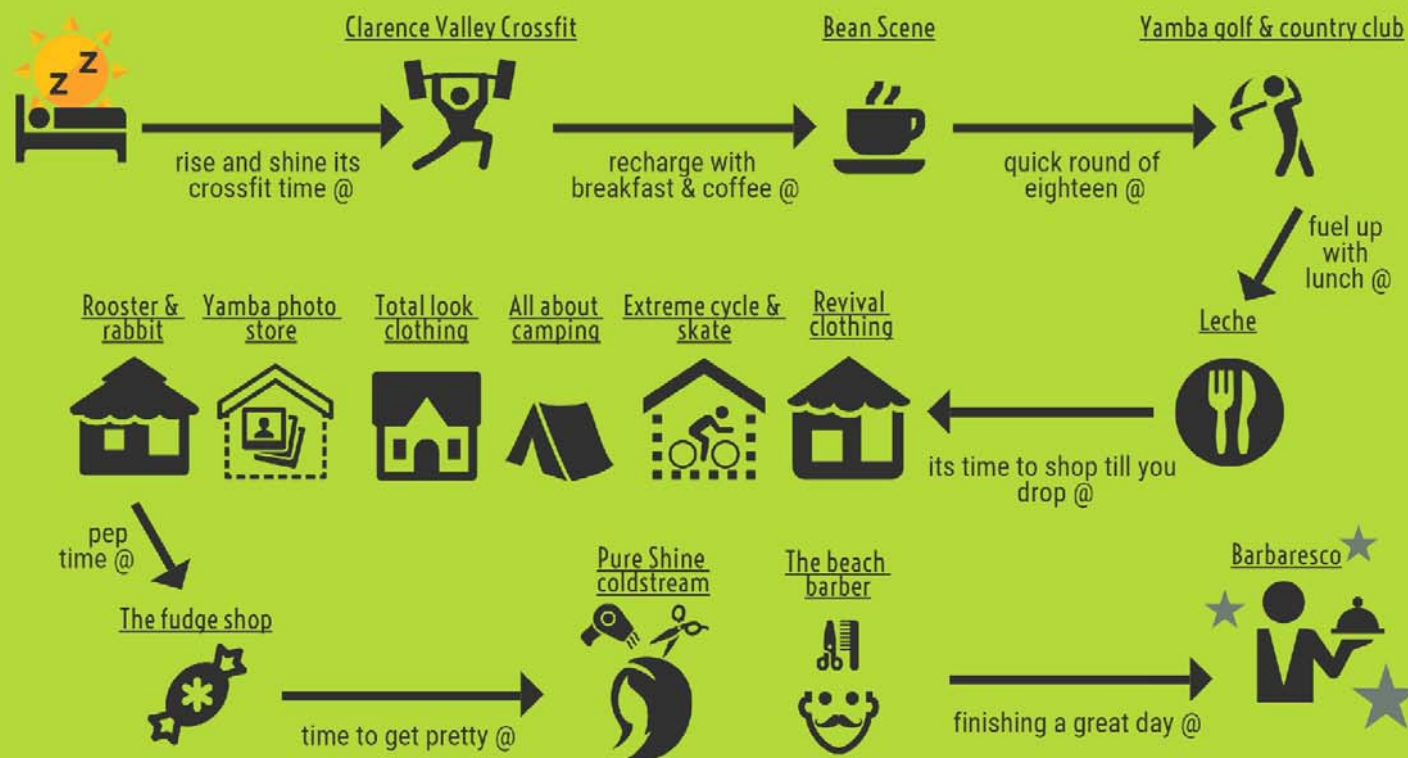 Clarence Valley Crossfit
Bean Scene
Yamba golf & country club
Z Z
rise and shine its
crossfit time @
recharge with
breakfast & coffee @
quick round of
eighteen @
fuel up
with
lunch @
Leche
its time to shop till you
drop @
Revival
clothing
Extreme cycle &
skate
All about
camping
Total look
clothing
Yamba photo
store
Rooster &
rabbit
pep
time @
The fudge shop
time to get pretty @
Pure Shine
coldstream
The beach
barber
finishing a great day @
Barbaresco